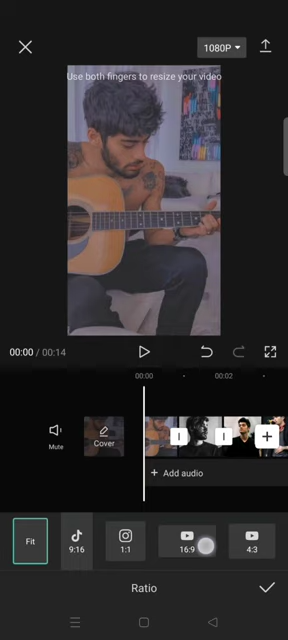 1080P
Use both fingers to resize your video
00:00 / 00:14
00:00
00:02
Mute
Cover
+ Add audio
Fit
9:16
1:1
16:9
4:3
Ratio